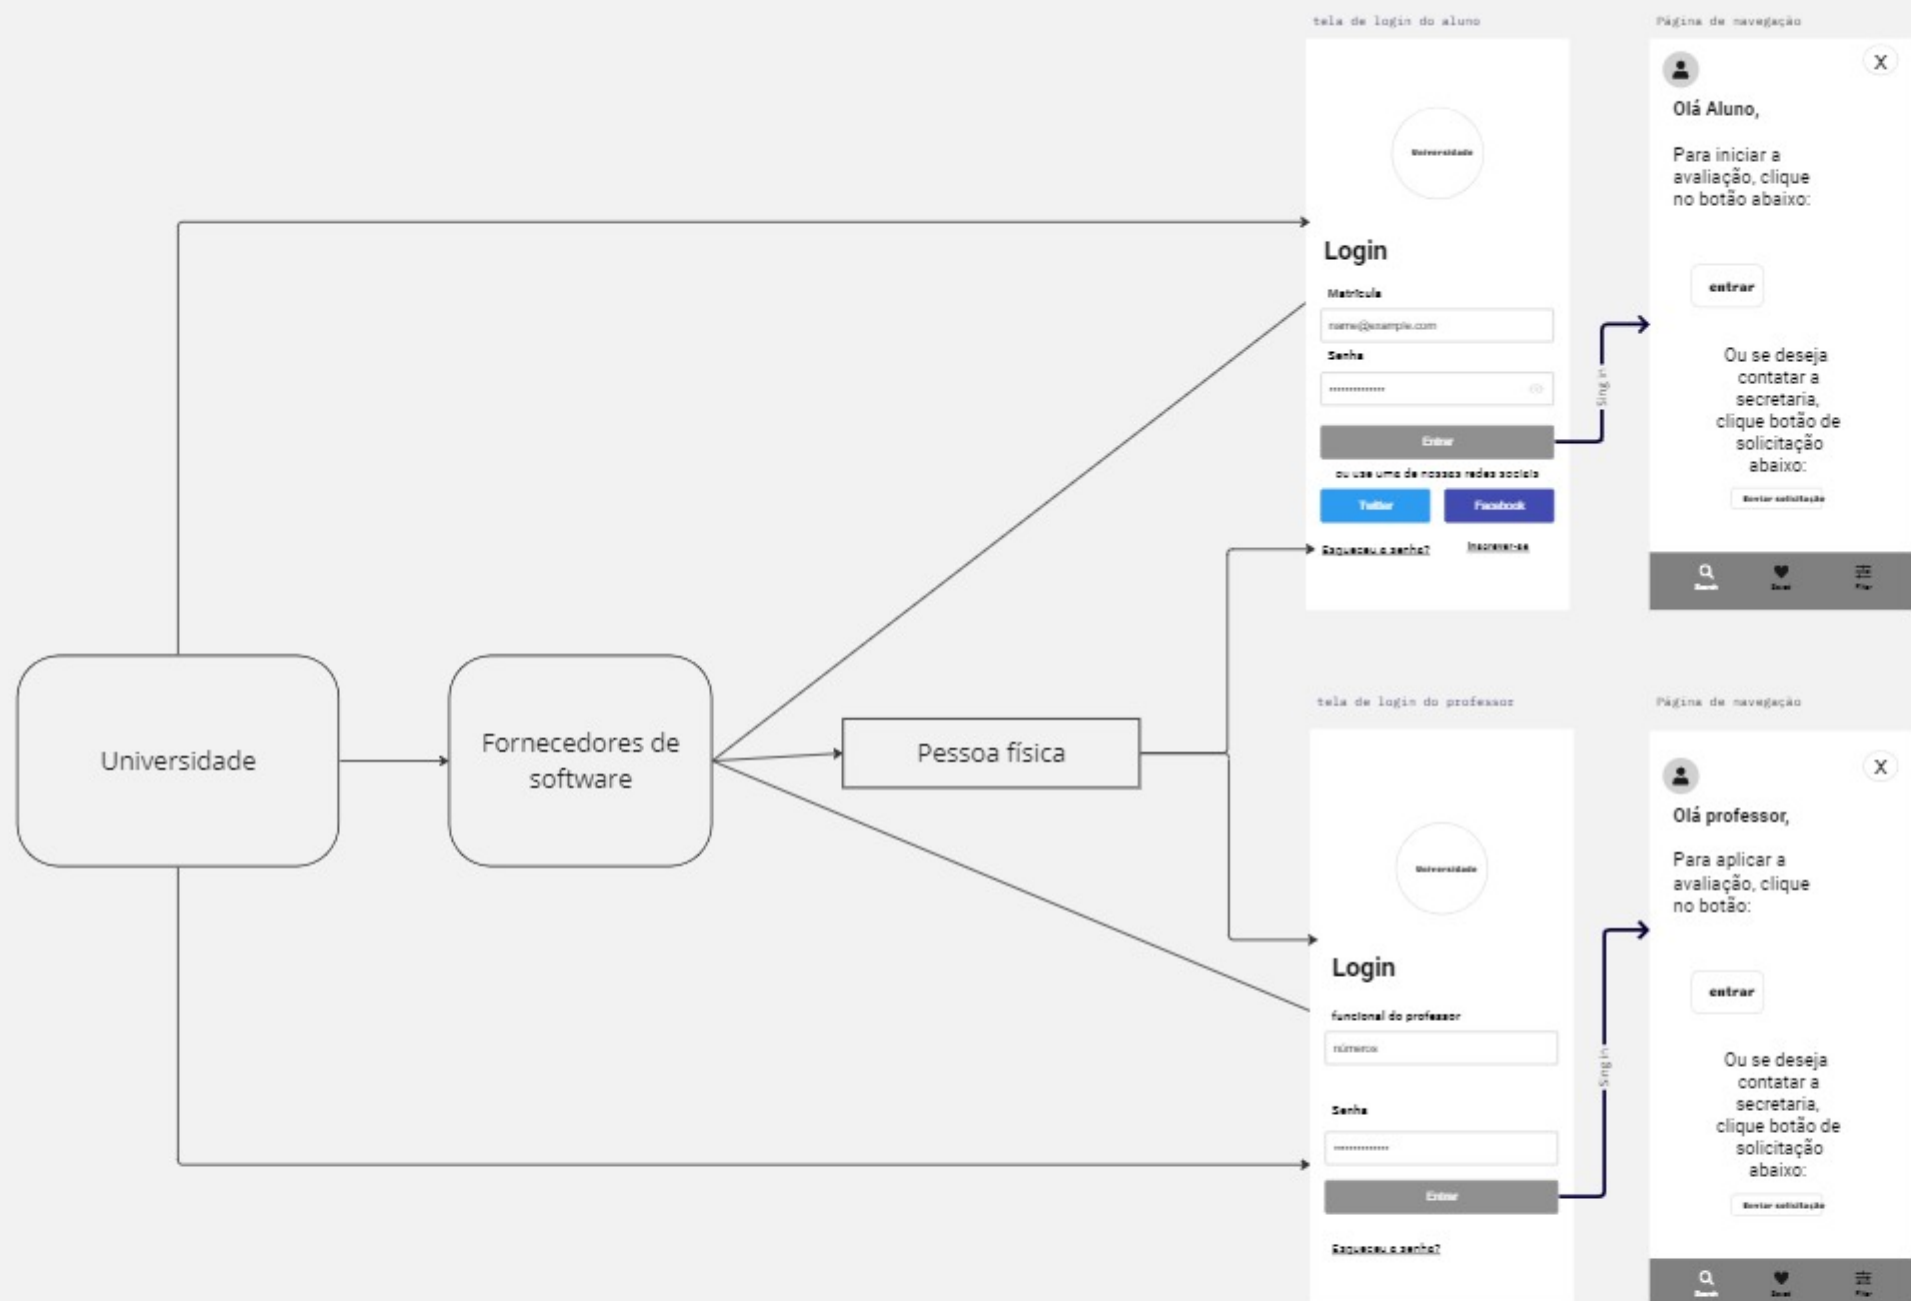 tela de login do aluno
Universidade
Login
Matrícula
name@example.com
Senha
Entrar
ou use uma de nossas redes sociais
Twitter
Facebook
Esqueceu a senha?
Inscrever-se
Sing in
Página de navegação
X
Olá Aluno,
Para iniciar a
avaliação, clique
no botão abaixo:
entrar
Ou se deseja
contatar a
secretaria,
clique botão de
solicitação
abaixo:
Enviar solicitação
Search
Filter
Universidade
Fornecedores de
software
Pessoa física
tela de login do professor
Universidade
Login
funcional do professor
números
Senha
Entrar
Esqueceu a senha?
Sing in
Página de navegação
X
Olá professor,
Para aplicar a
avaliação, clique
no botão:
entrar
Ou se deseja
contatar a
secretaria,
clique botão de
solicitação
abaixo:
Enviar solicitação
Search
Filter